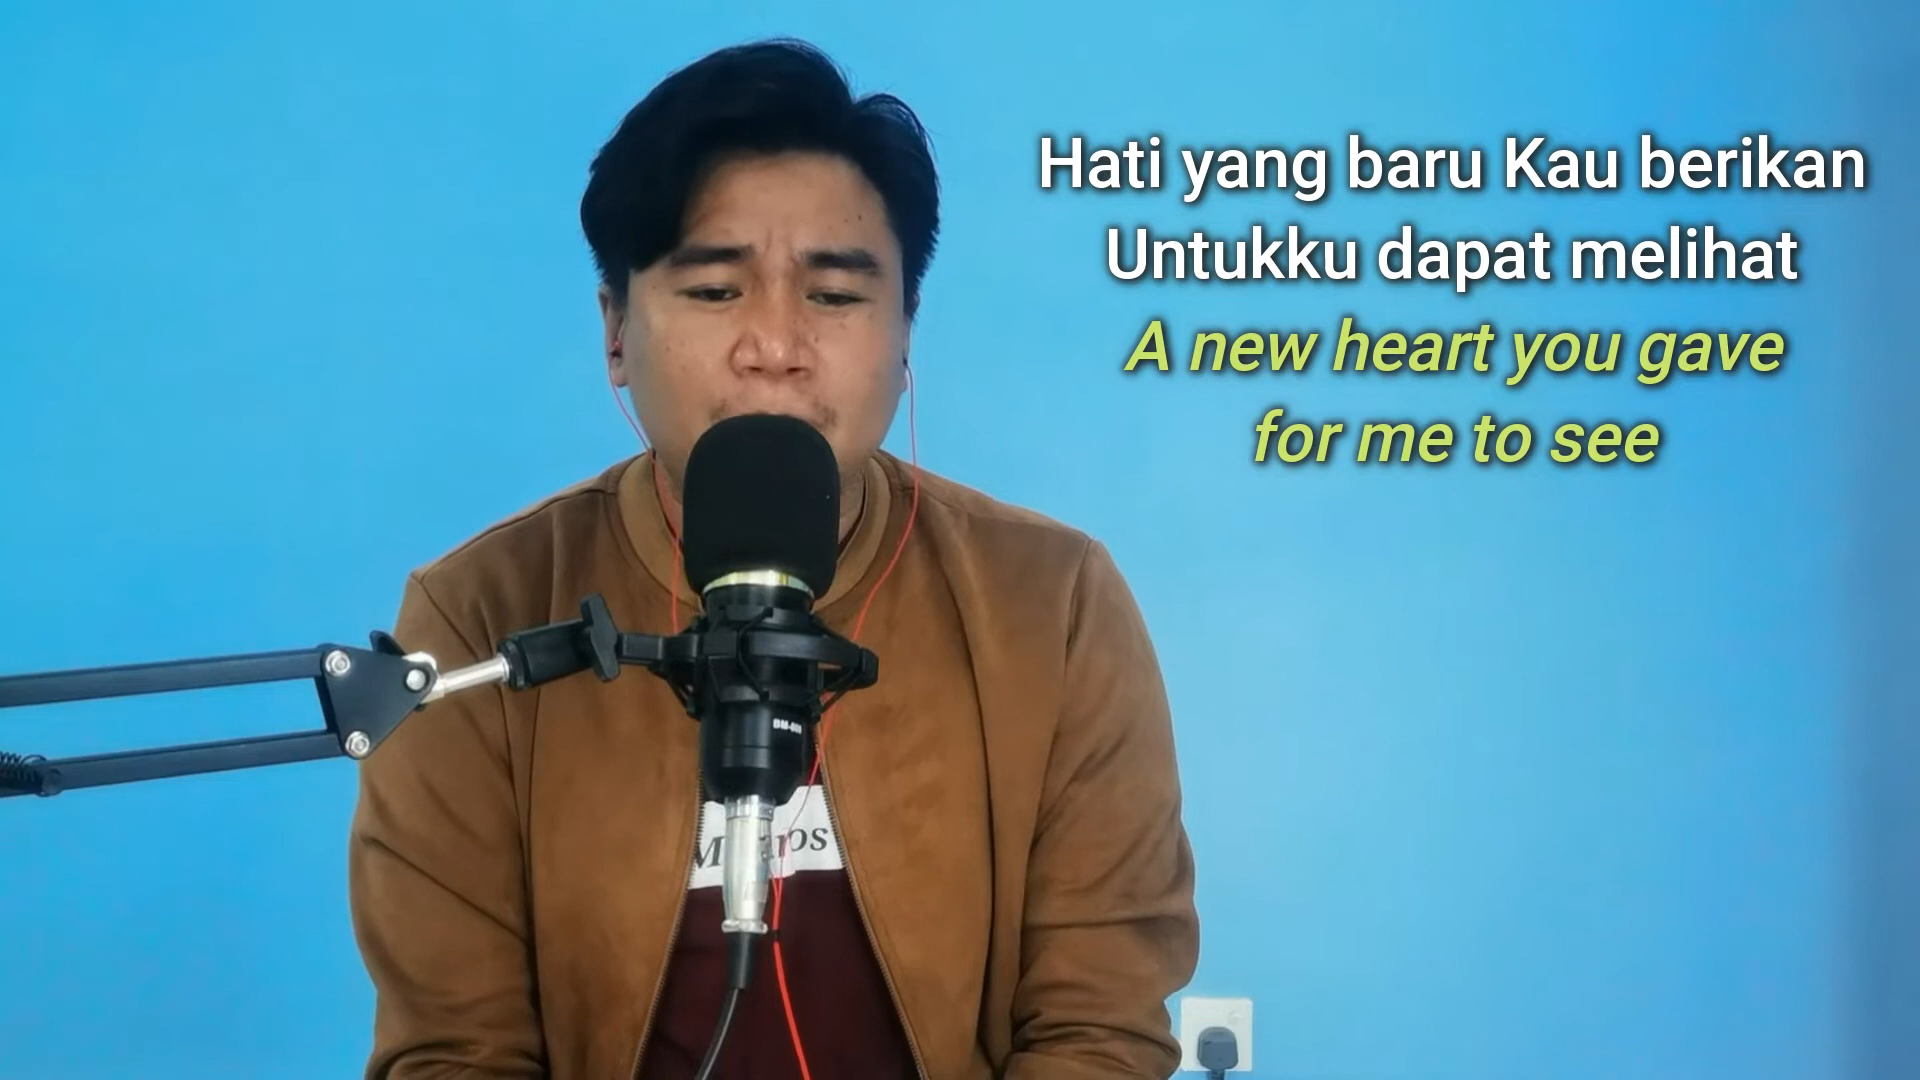 Hati yang baru Kau berikan
Untukku dapat melihat
A new heart you gave
for me to see